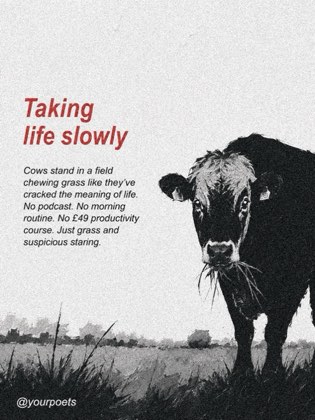 Taking
life slowly
Cows stand in a field
chewing grass like they've
cracked the meaning of life.
No podcast. No morning
routine. No £49 productivity
course. Just grass and
suspicious staring.
@yourpoets